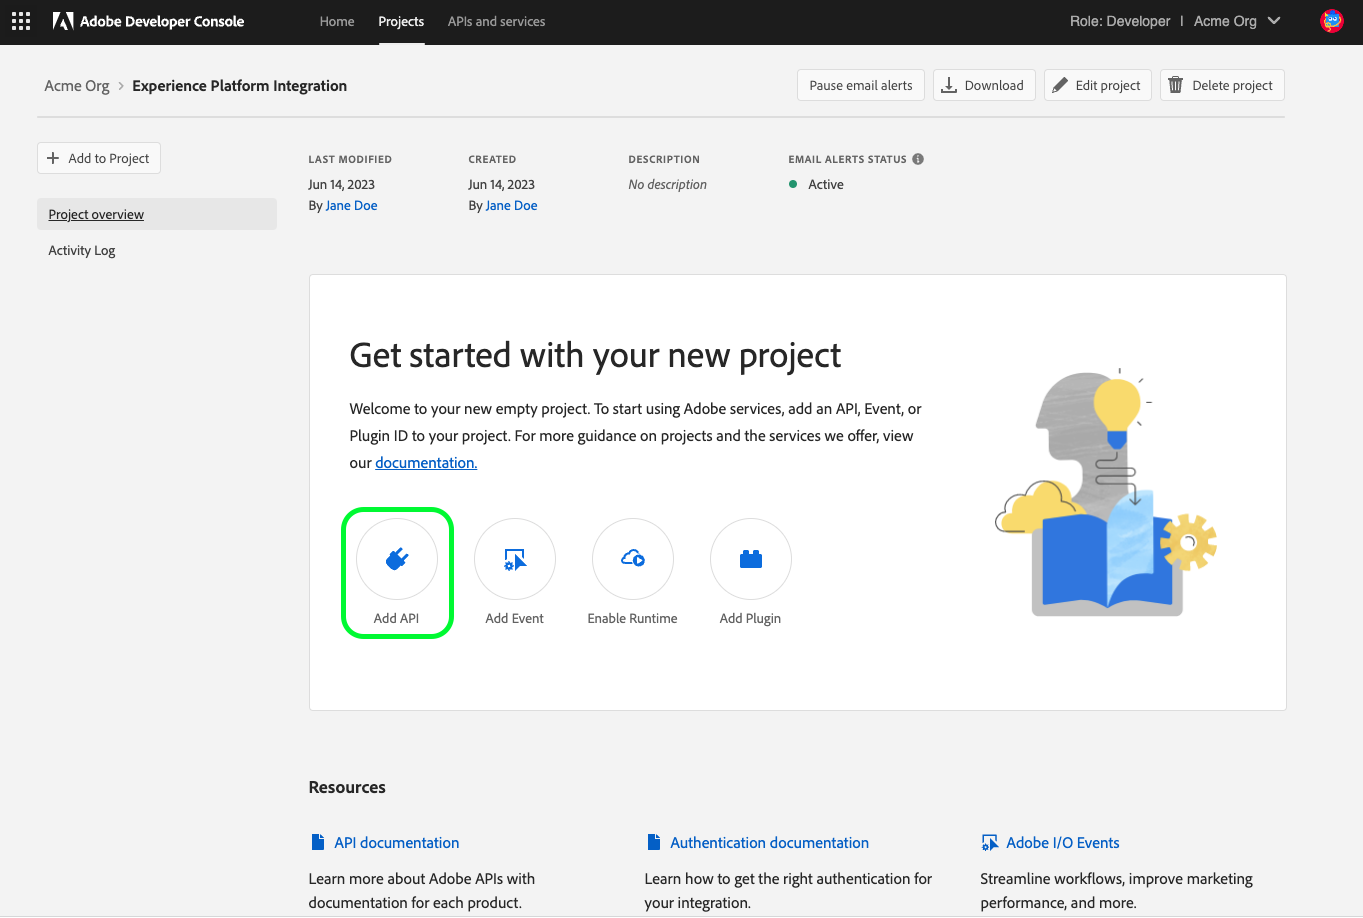 Adobe Developer Console
Home
Projects
APIs and services
Role: Developer | Acme Org
Acme Org > Experience Platform Integration
Pause email alerts
Download
Edit project
Delete project
+ Add to Project
Project overview
Activity Log
LAST MODIFIED
Jun 14, 2023
By Jane Doe
CREATED
Jun 14, 2023
By Jane Doe
DESCRIPTION
No description
EMAIL ALERTS STATUS
Active
Get started with your new project
Welcome to your new empty project. To start using Adobe services, add an API, Event, or
Plugin ID to your project. For more guidance on projects and the services we offer, view
our documentation.
Add API
Add Event
Enable Runtime
Add Plugin
Resources
API documentation
Learn more about Adobe APIs with
documentation for each product.
Authentication documentation
Learn how to get the right authentication for
your integration.
Adobe I/O Events
Streamline workflows, improve marketing
performance, and more.